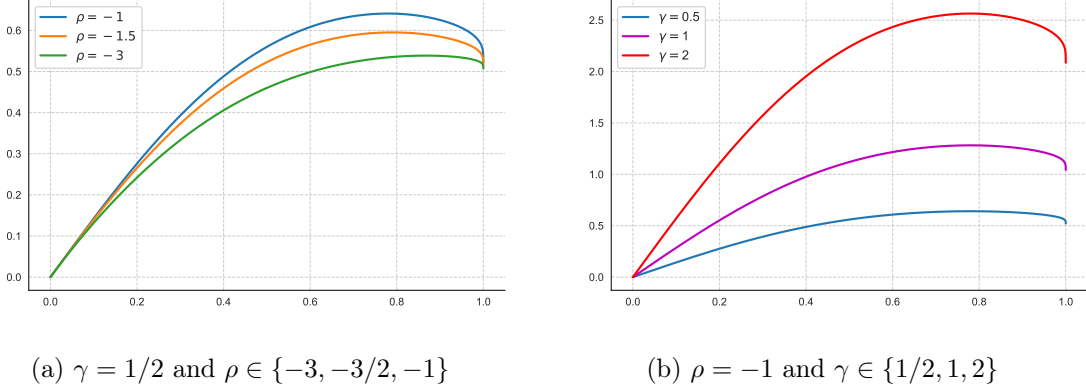 0.6
0.5
0.4
0.3
0.2
0.1
0.0
ρ = −1
ρ = −1.5
ρ = −3
0.0 0.2 0.4 0.6 0.8 1.0
2.5
2.0
1.5
1.0
0.5
0.0
γ = 0.5
γ = 1
γ = 2
0.0 0.2 0.4 0.6 0.8 1.0
(a) γ = 1/2 and ρ ∈ {−3, −3/2, −1}
(b) ρ = −1 and γ ∈ {1/2, 1, 2}